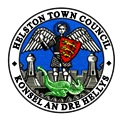 HELSTON TOWN COUNCIL
KONSEL AN DRE HELLYS